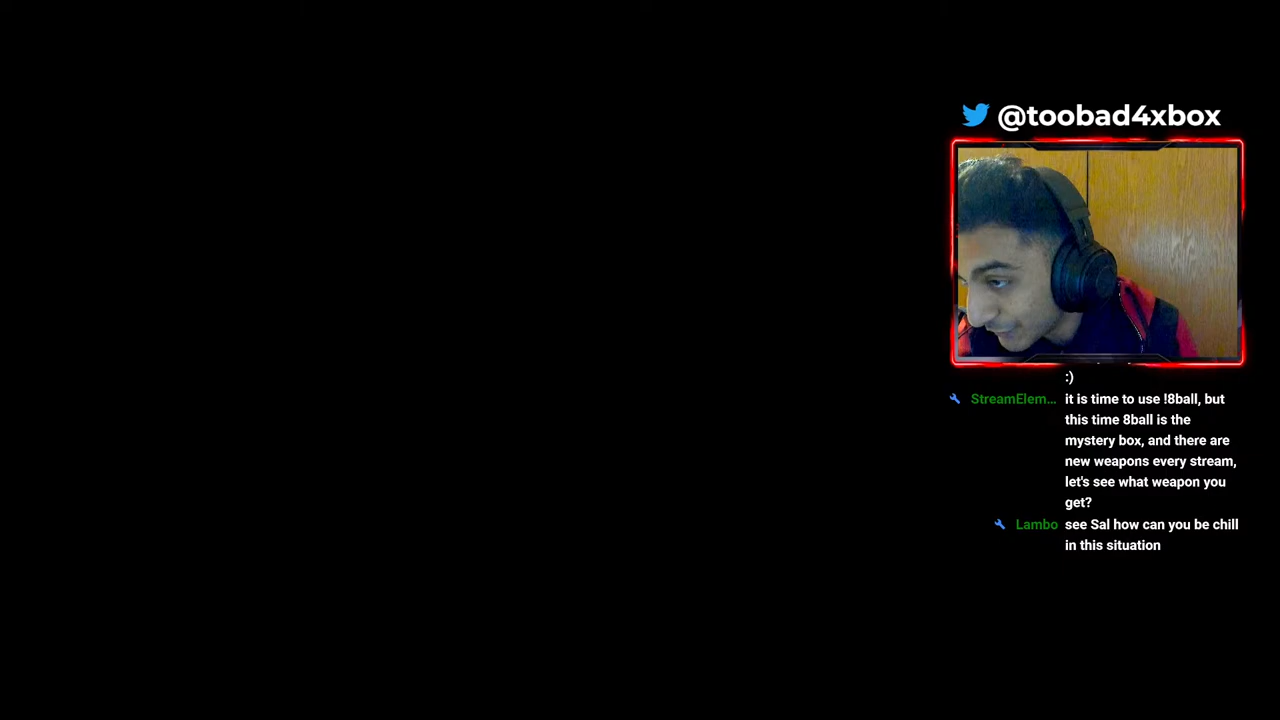 @toobad4xbox
:)
StreamElem... it is time to use !8ball, but
this time 8ball is the
mystery box, and there are
new weapons every stream,
let's see what weapon you
get?
Lambo see Sal how can you be chill
in this situation